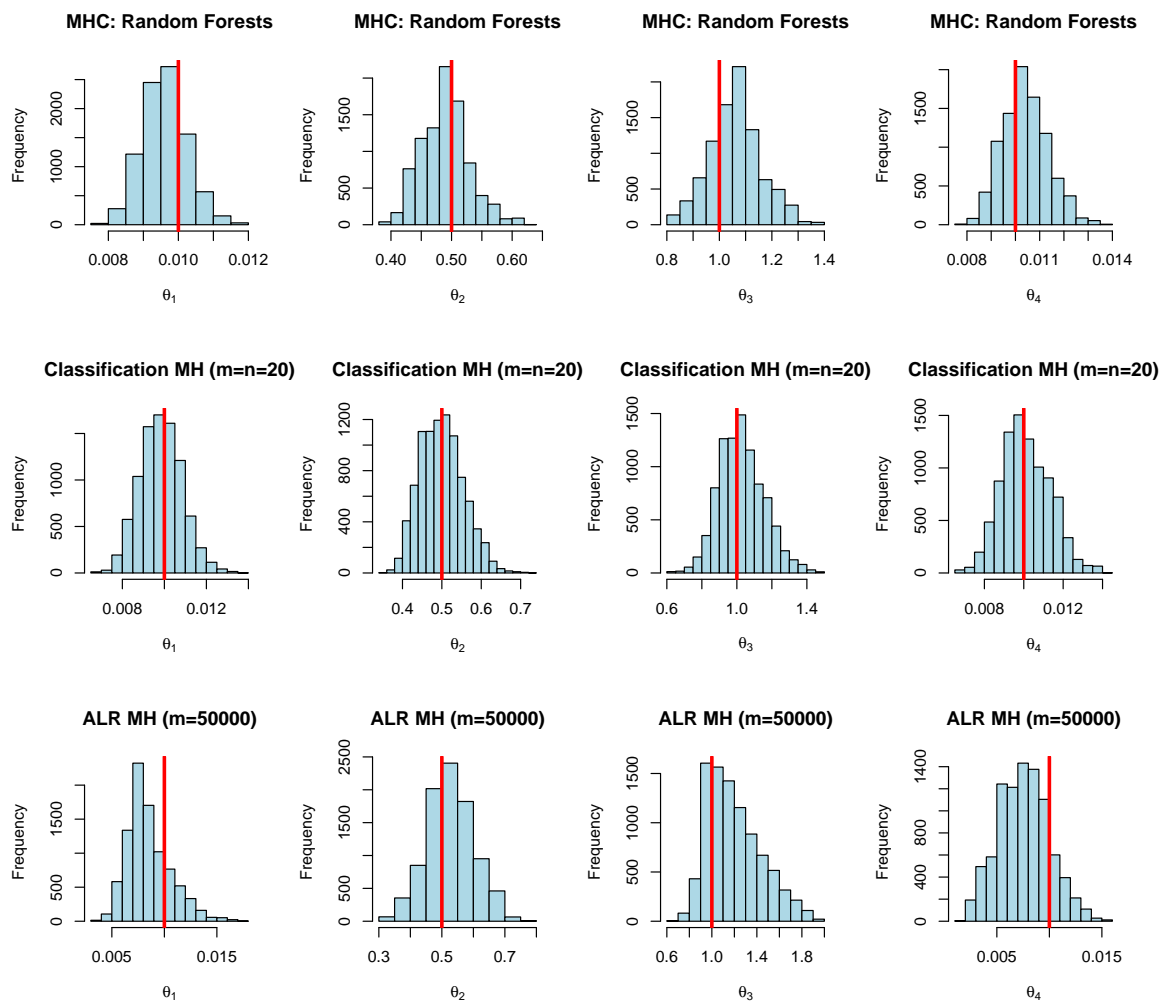 MHC: Random Forests
Frequency
0 1000 2000
0.008 0.010 0.012
θ1
MHC: Random Forests
Frequency
0 500 1500
0.40 0.50 0.60
θ2
MHC: Random Forests
Frequency
0 500 1500
0.8 1.0 1.2 1.4
θ3
MHC: Random Forests
Frequency
0 500 1500
0.008 0.011 0.014
θ4
Classification MH (m=n=20)
Frequency
0 500 1000
0.008 0.012
θ1
Classification MH (m=n=20)
Frequency
0 400 800 1200
0.4 0.5 0.6 0.7
θ2
Classification MH (m=n=20)
Frequency
0 500 1000 1500
0.6 1.0 1.4
θ3
Classification MH (m=n=20)
Frequency
0 500 1000 1500
0.008 0.012
θ4
ALR MH (m=50000)
Frequency
0 500 1500
0.005 0.015
θ1
ALR MH (m=50000)
Frequency
0 500 1500 2500
0.3 0.5 0.7
θ2
ALR MH (m=50000)
Frequency
0 500 1000 1500
0.6 1.0 1.4 1.8
θ3
ALR MH (m=50000)
Frequency
0 400 800 1400
0.005 0.015
θ4